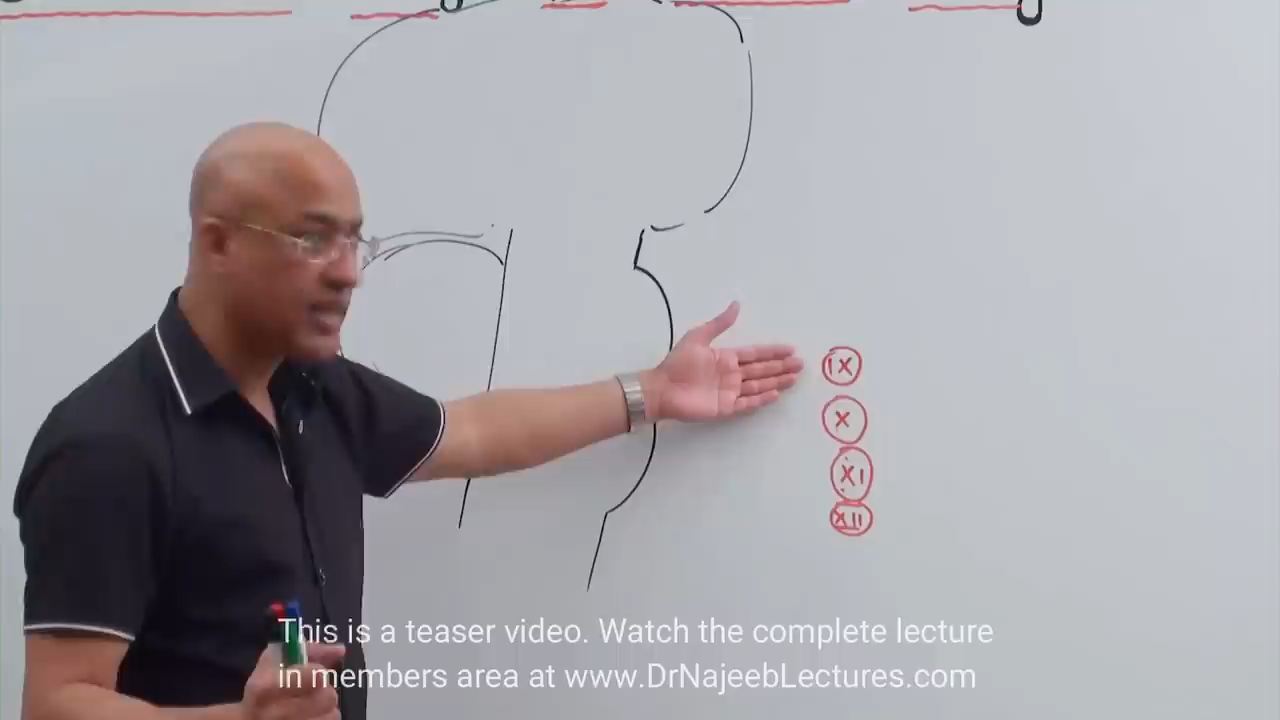 IX
X
XI
XII
This is a teaser video. Watch the complete lecture
in members area at www.DrNajeebLectures.com